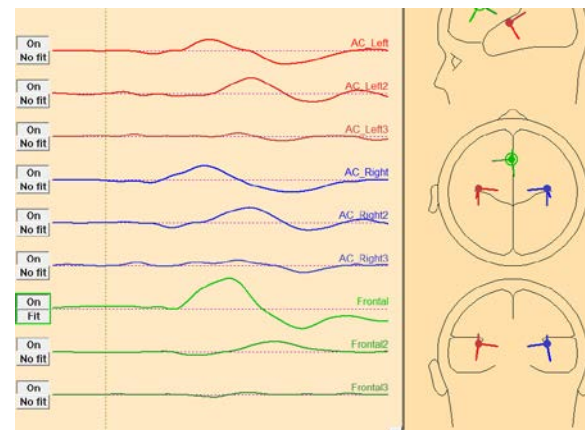 On
No fit
AC_Left
On
No fit
AC_Left2
On
No fit
AC_Left3
On
No fit
AC_Right
On
No fit
AC_Right2
On
No fit
AC_Right3
On
Fit
Frontal
On
No fit
Frontal2
On
No fit
Frontal3